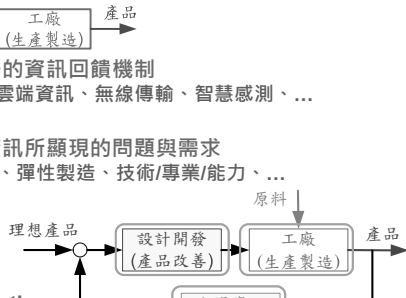 工廠
(生產製造)
產品
的資訊回饋機制
雲端資訊、無線傳輸、智慧感測、...
訊所顯現的問題與需求
、彈性製造、技術/專業/能力、...
原料
理想產品
設計開發
(產品改善)
工廠
(生產製造)
產品